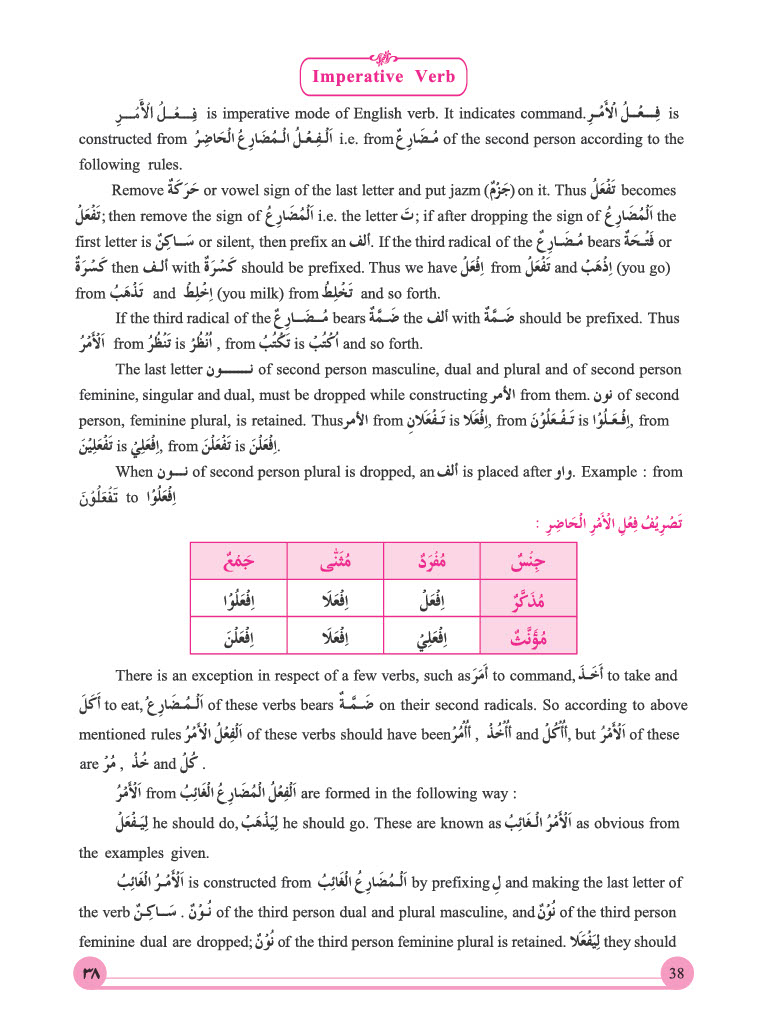 Imperative Verb
فِعْلُ الْأَمْرِ is imperative mode of English verb. It indicates command. فِعْلُ الْأَمْرِ is
constructed from اَلْفِعْلُ الْمُضَارِعُ الْحَاضِرُ i.e. from مُضَارِعٌ of the second person according to the
following rules.
Remove حَرَكَةٌ or vowel sign of the last letter and put jazm (جَزْمٌ) on it. Thus تَفْعَلُ becomes
تَفْعَلْ; then remove the sign of اَلْمُضَارِعُ i.e. the letter تَ; if after dropping the sign of اَلْمُضَارِعُ the
first letter is سَاكِنٌ or silent, then prefix an ألف. If the third radical of the مُضَارِعٌ bears فَتْحَةٌ or
كَسْرَةٌ then ألف with كَسْرَةٌ should be prefixed. Thus we have اِفْعَلْ from تَفْعَلُ and اِذْهَبْ (you go)
from تَذْهَبُ and اِحْلِطْ (you milk) from تَحْلِطُ and so forth.
If the third radical of the مُضَارِعٌ bears ضَمَّةٌ the ألف with ضَمَّةٌ should be prefixed. Thus
اَلْأَمْرُ from تَنْظُرُ is اُنْظُرْ , from تَكْتُبُ is اُكْتُبْ and so forth.
The last letter نون of second person masculine, dual and plural and of second person
feminine, singular and dual, must be dropped while constructing الأمر from them. نون of second
person, feminine plural, is retained. Thus الأمر from تَفْعَلَانِ is اِفْعَلَا, from تَفْعَلُوْنَ is اِفْعَلُوْا, from
تَفْعَلِيْنَ is اِفْعَلِيْ, from تَفْعَلْنَ is اِفْعَلْنَ.
When نون of second person plural is dropped, an ألف is placed after واو. Example : from
تَفْعَلُوْنَ to اِفْعَلُوْا
تَصْرِيْفُ فِعْلِ الْأَمْرِ الْحَاضِرِ :
جِنْسٌ مُفْرَدٌ مُثَنّٰى جَمْعٌ
مُذَكَّرٌ اِفْعَلْ اِفْعَلَا اِفْعَلُوْا
مُؤَنَّثٌ اِفْعَلِيْ اِفْعَلَا اِفْعَلْنَ
There is an exception in respect of a few verbs, such as أَمَرَ to command, أَخَذَ to take and
أَكَلَ to eat, اَلْمُضَارِعُ of these verbs bears ضَمَّةٌ on their second radicals. So according to above
mentioned rules اَلْفِعْلُ الْأَمْرُ of these verbs should have been أُأْمُرْ , أُأْخُذْ and أُأْكُلْ, but اَلْأَمْرُ of these
are مُرْ , خُذْ and كُلْ .
اَلْأَمْرُ from اَلْفِعْلُ الْمُضَارِعُ الْغَائِبُ are formed in the following way :
لِيَفْعَلْ he should do, لِيَذْهَبْ he should go. These are known as اَلْأَمْرُ الْغَائِبُ as obvious from
the examples given.
اَلْأَمْرُ الْغَائِبُ is constructed from اَلْمُضَارِعُ الْغَائِبُ by prefixing لِ and making the last letter of
the verb سَاكِنٌ . نُوْنٌ of the third person dual and plural masculine, and نُوْنٌ of the third person
feminine dual are dropped; نُوْنٌ of the third person feminine plural is retained. لِيَفْعَلَا they should
٣٨ 38